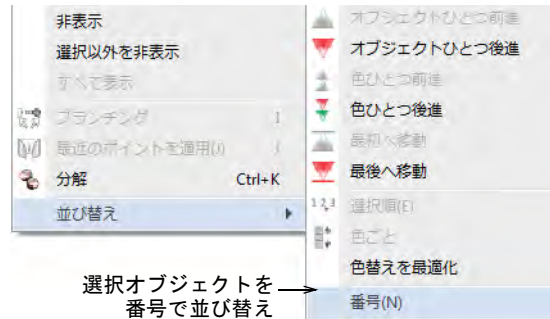 非表示
選択以外を非表示
すべて表示
ブランチング I
最近のポイントを適用(J) J
分解 Ctrl+K
並び替え
オブジェクトひとつ前進
オブジェクトひとつ後進
色ひとつ前進
色ひとつ後進
最初へ移動
最後へ移動
選択順(E)
色ごと
色替えを最適化
番号(N)
選択オブジェクトを
番号で並び替え